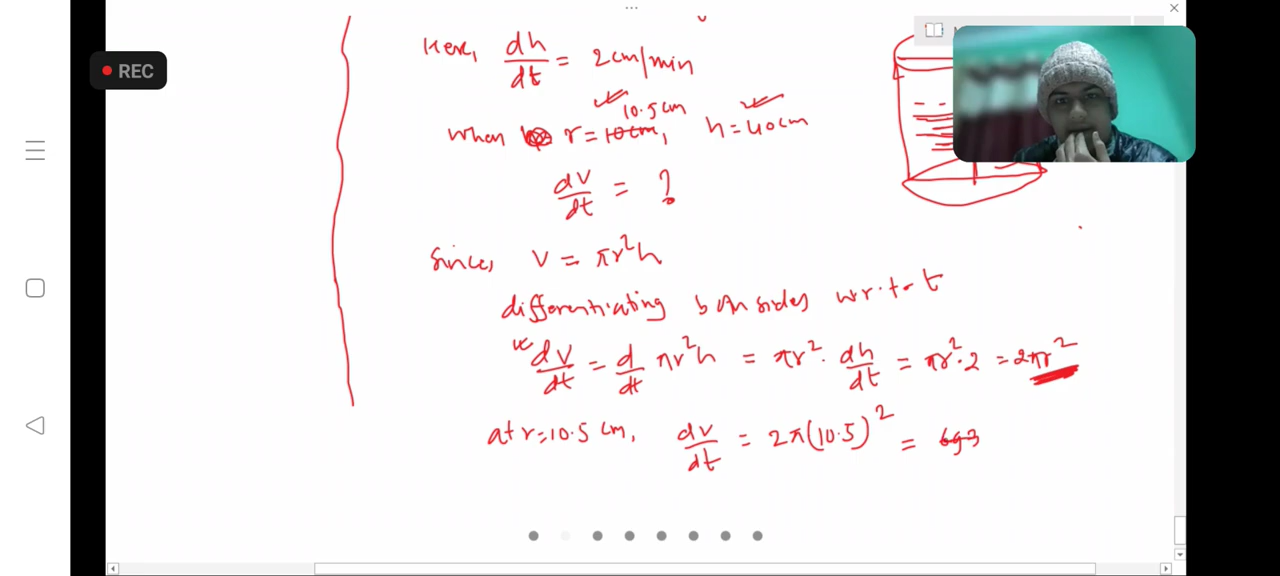 REC
Here, dh/dt = 2cm/min
10.5cm
When r = 10cm, h = 40cm
dv/dt = ?
Since, v = πr²h
differentiating both sides w.r.to t
dv/dt = d/dt πr²h = πr² · dh/dt = πr² · 2 = 2πr²
at r=10.5 cm, dv/dt = 2π(10.5)² = 693